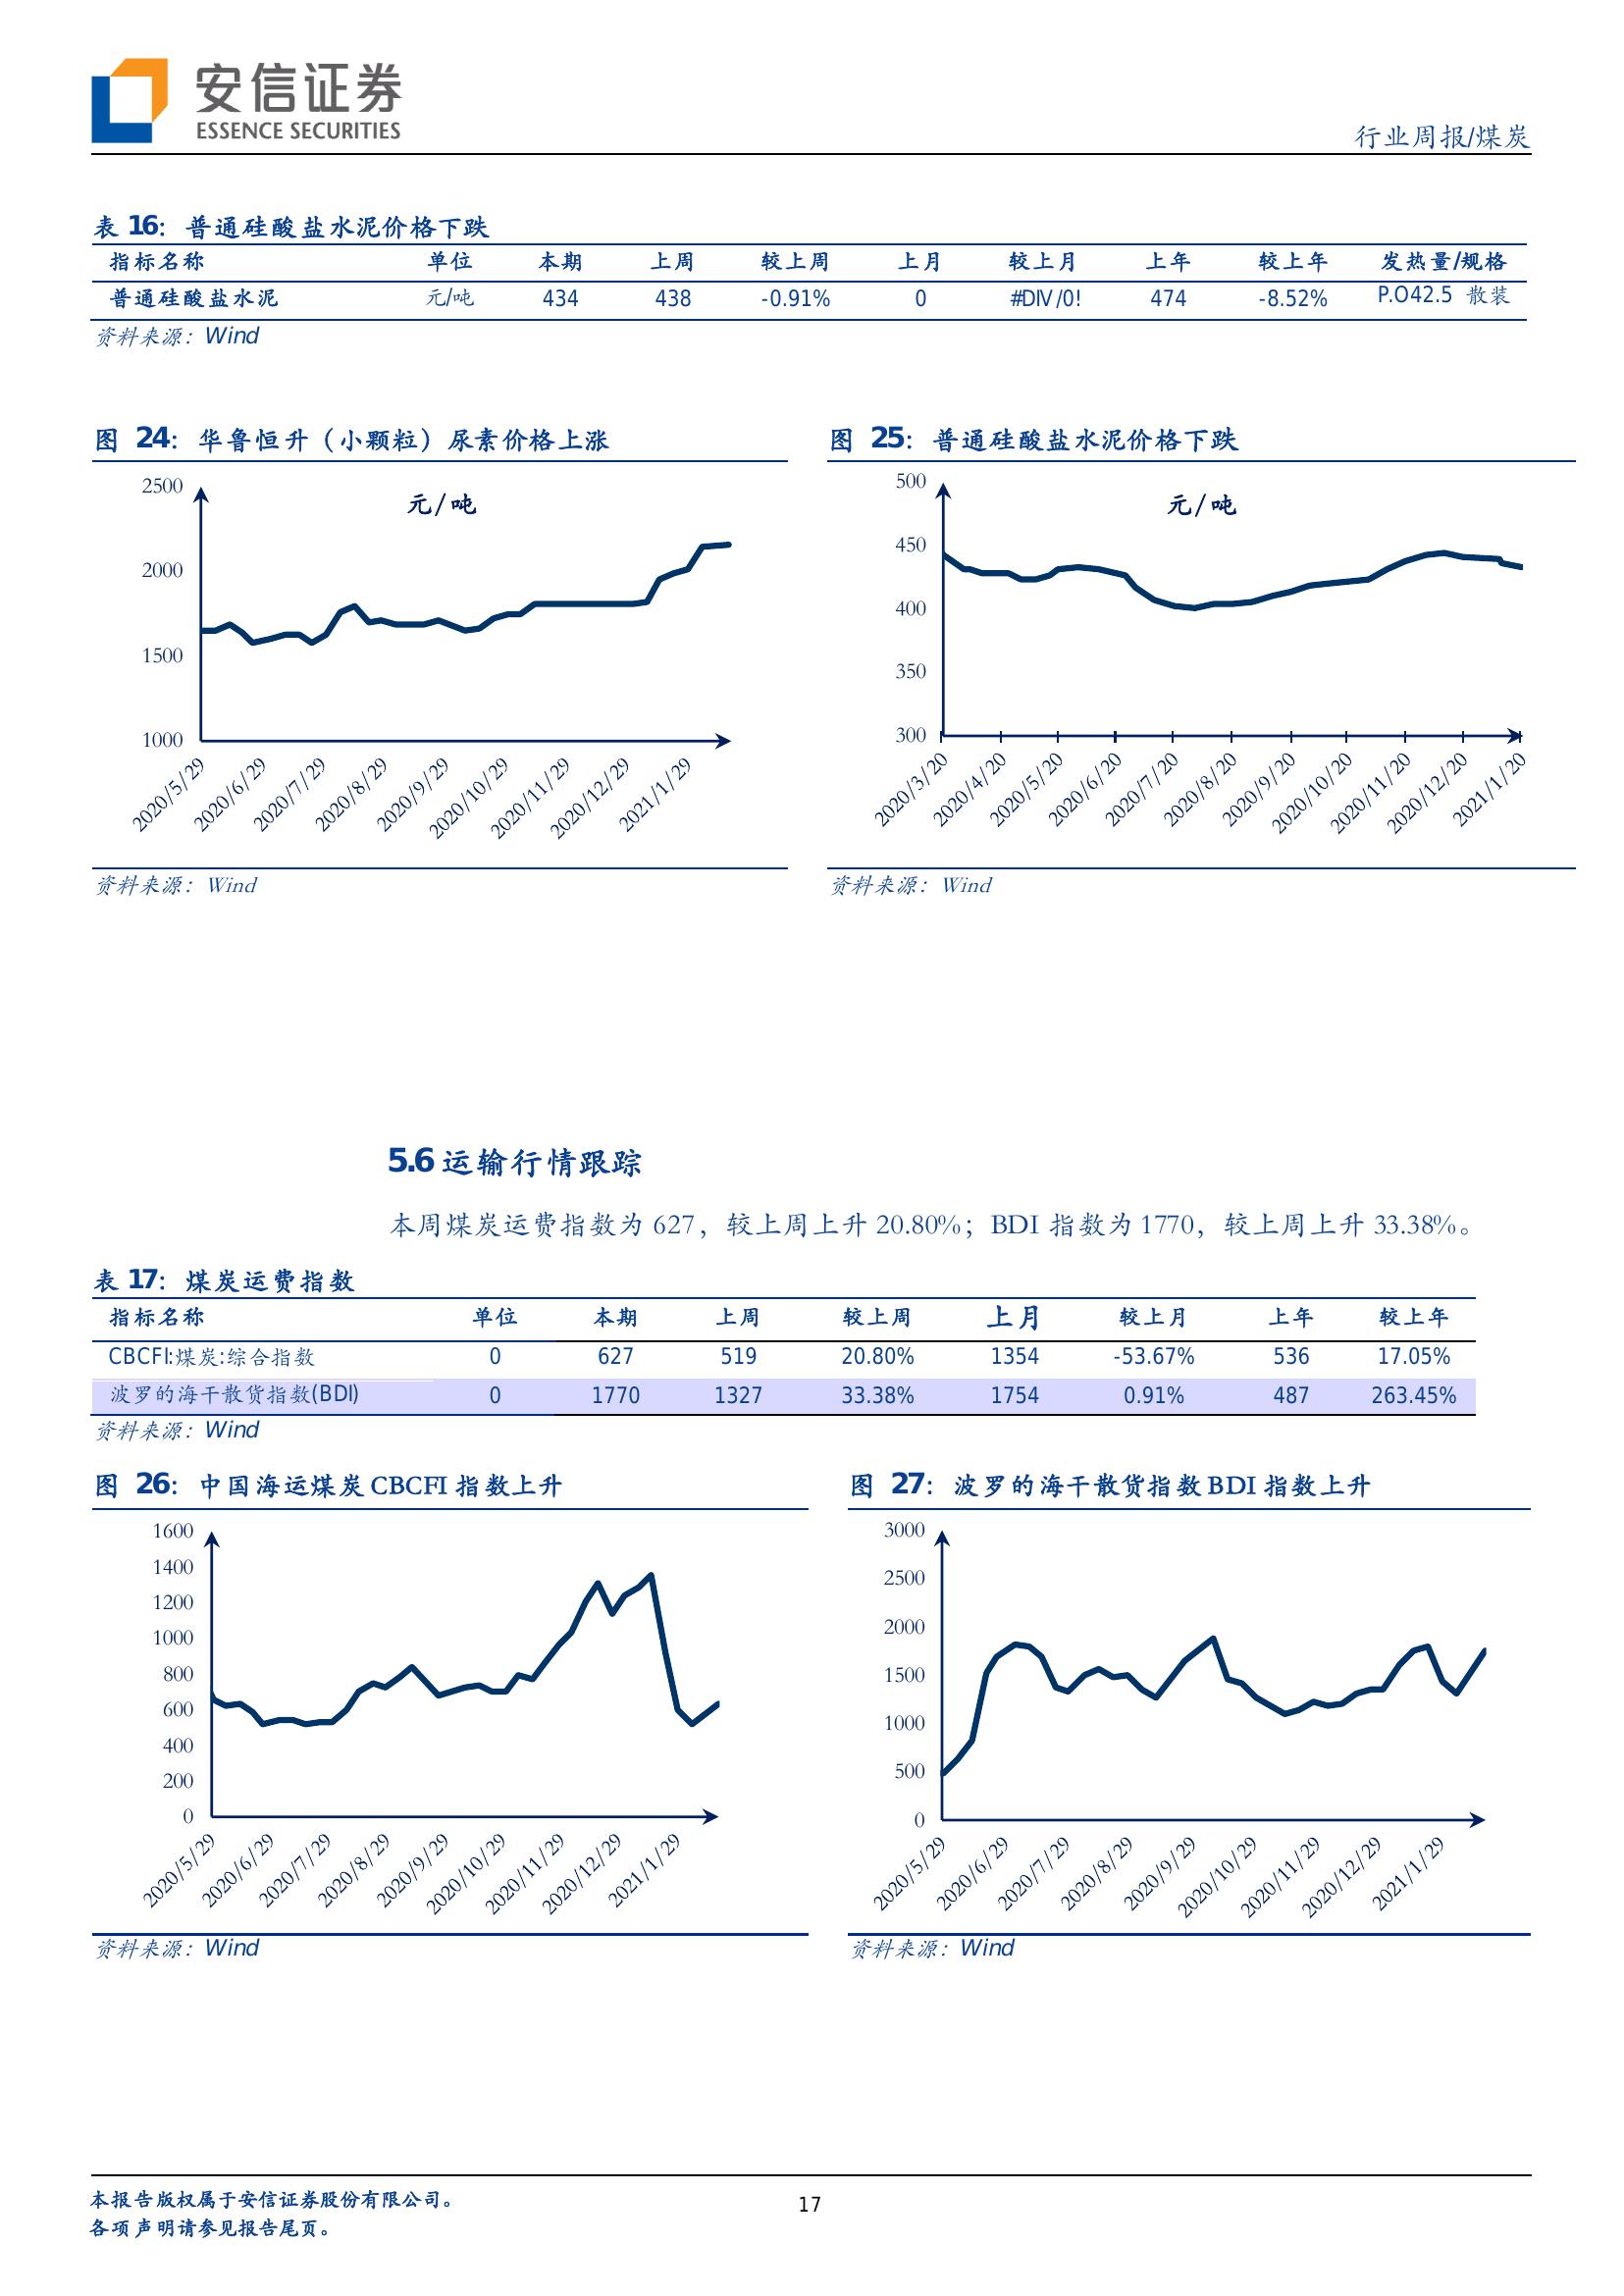 安信证券
ESSENCE SECURITIES
行业周报/煤炭
表 16：普通硅酸盐水泥价格下跌
指标名称 单位 本期 上周 较上周 上月 较上月 上年 较上年 发热量/规格
普通硅酸盐水泥 元/吨 434 438 -0.91% 0 #DIV/0! 474 -8.52% P.O42.5 散装
资料来源：Wind
图 24：华鲁恒升（小颗粒）尿素价格上涨
元/吨
2500
2000
1500
1000
2020/5/29 2020/6/29 2020/7/29 2020/8/29 2020/9/29 2020/10/29 2020/11/29 2020/12/29 2021/1/29
资料来源：Wind
图 25：普通硅酸盐水泥价格下跌
元/吨
500
450
400
350
300
2020/3/20 2020/4/20 2020/5/20 2020/6/20 2020/7/20 2020/8/20 2020/9/20 2020/10/20 2020/11/20 2020/12/20 2021/1/20
资料来源：Wind
5.6 运输行情跟踪
本周煤炭运费指数为 627，较上周上升 20.80%；BDI 指数为 1770，较上周上升 33.38%。
表 17：煤炭运费指数
指标名称 单位 本期 上周 较上周 上月 较上月 上年 较上年
CBCFI:煤炭:综合指数 0 627 519 20.80% 1354 -53.67% 536 17.05%
波罗的海干散货指数(BDI) 0 1770 1327 33.38% 1754 0.91% 487 263.45%
资料来源：Wind
图 26：中国海运煤炭 CBCFI 指数上升
1600
1400
1200
1000
800
600
400
200
0
2020/5/29 2020/6/29 2020/7/29 2020/8/29 2020/9/29 2020/10/29 2020/11/29 2020/12/29 2021/1/29
资料来源：Wind
图 27：波罗的海干散货指数 BDI 指数上升
3000
2500
2000
1500
1000
500
0
2020/5/29 2020/6/29 2020/7/29 2020/8/29 2020/9/29 2020/10/29 2020/11/29 2020/12/29 2021/1/29
资料来源：Wind
本报告版权属于安信证券股份有限公司。
各项声明请参见报告尾页。
17